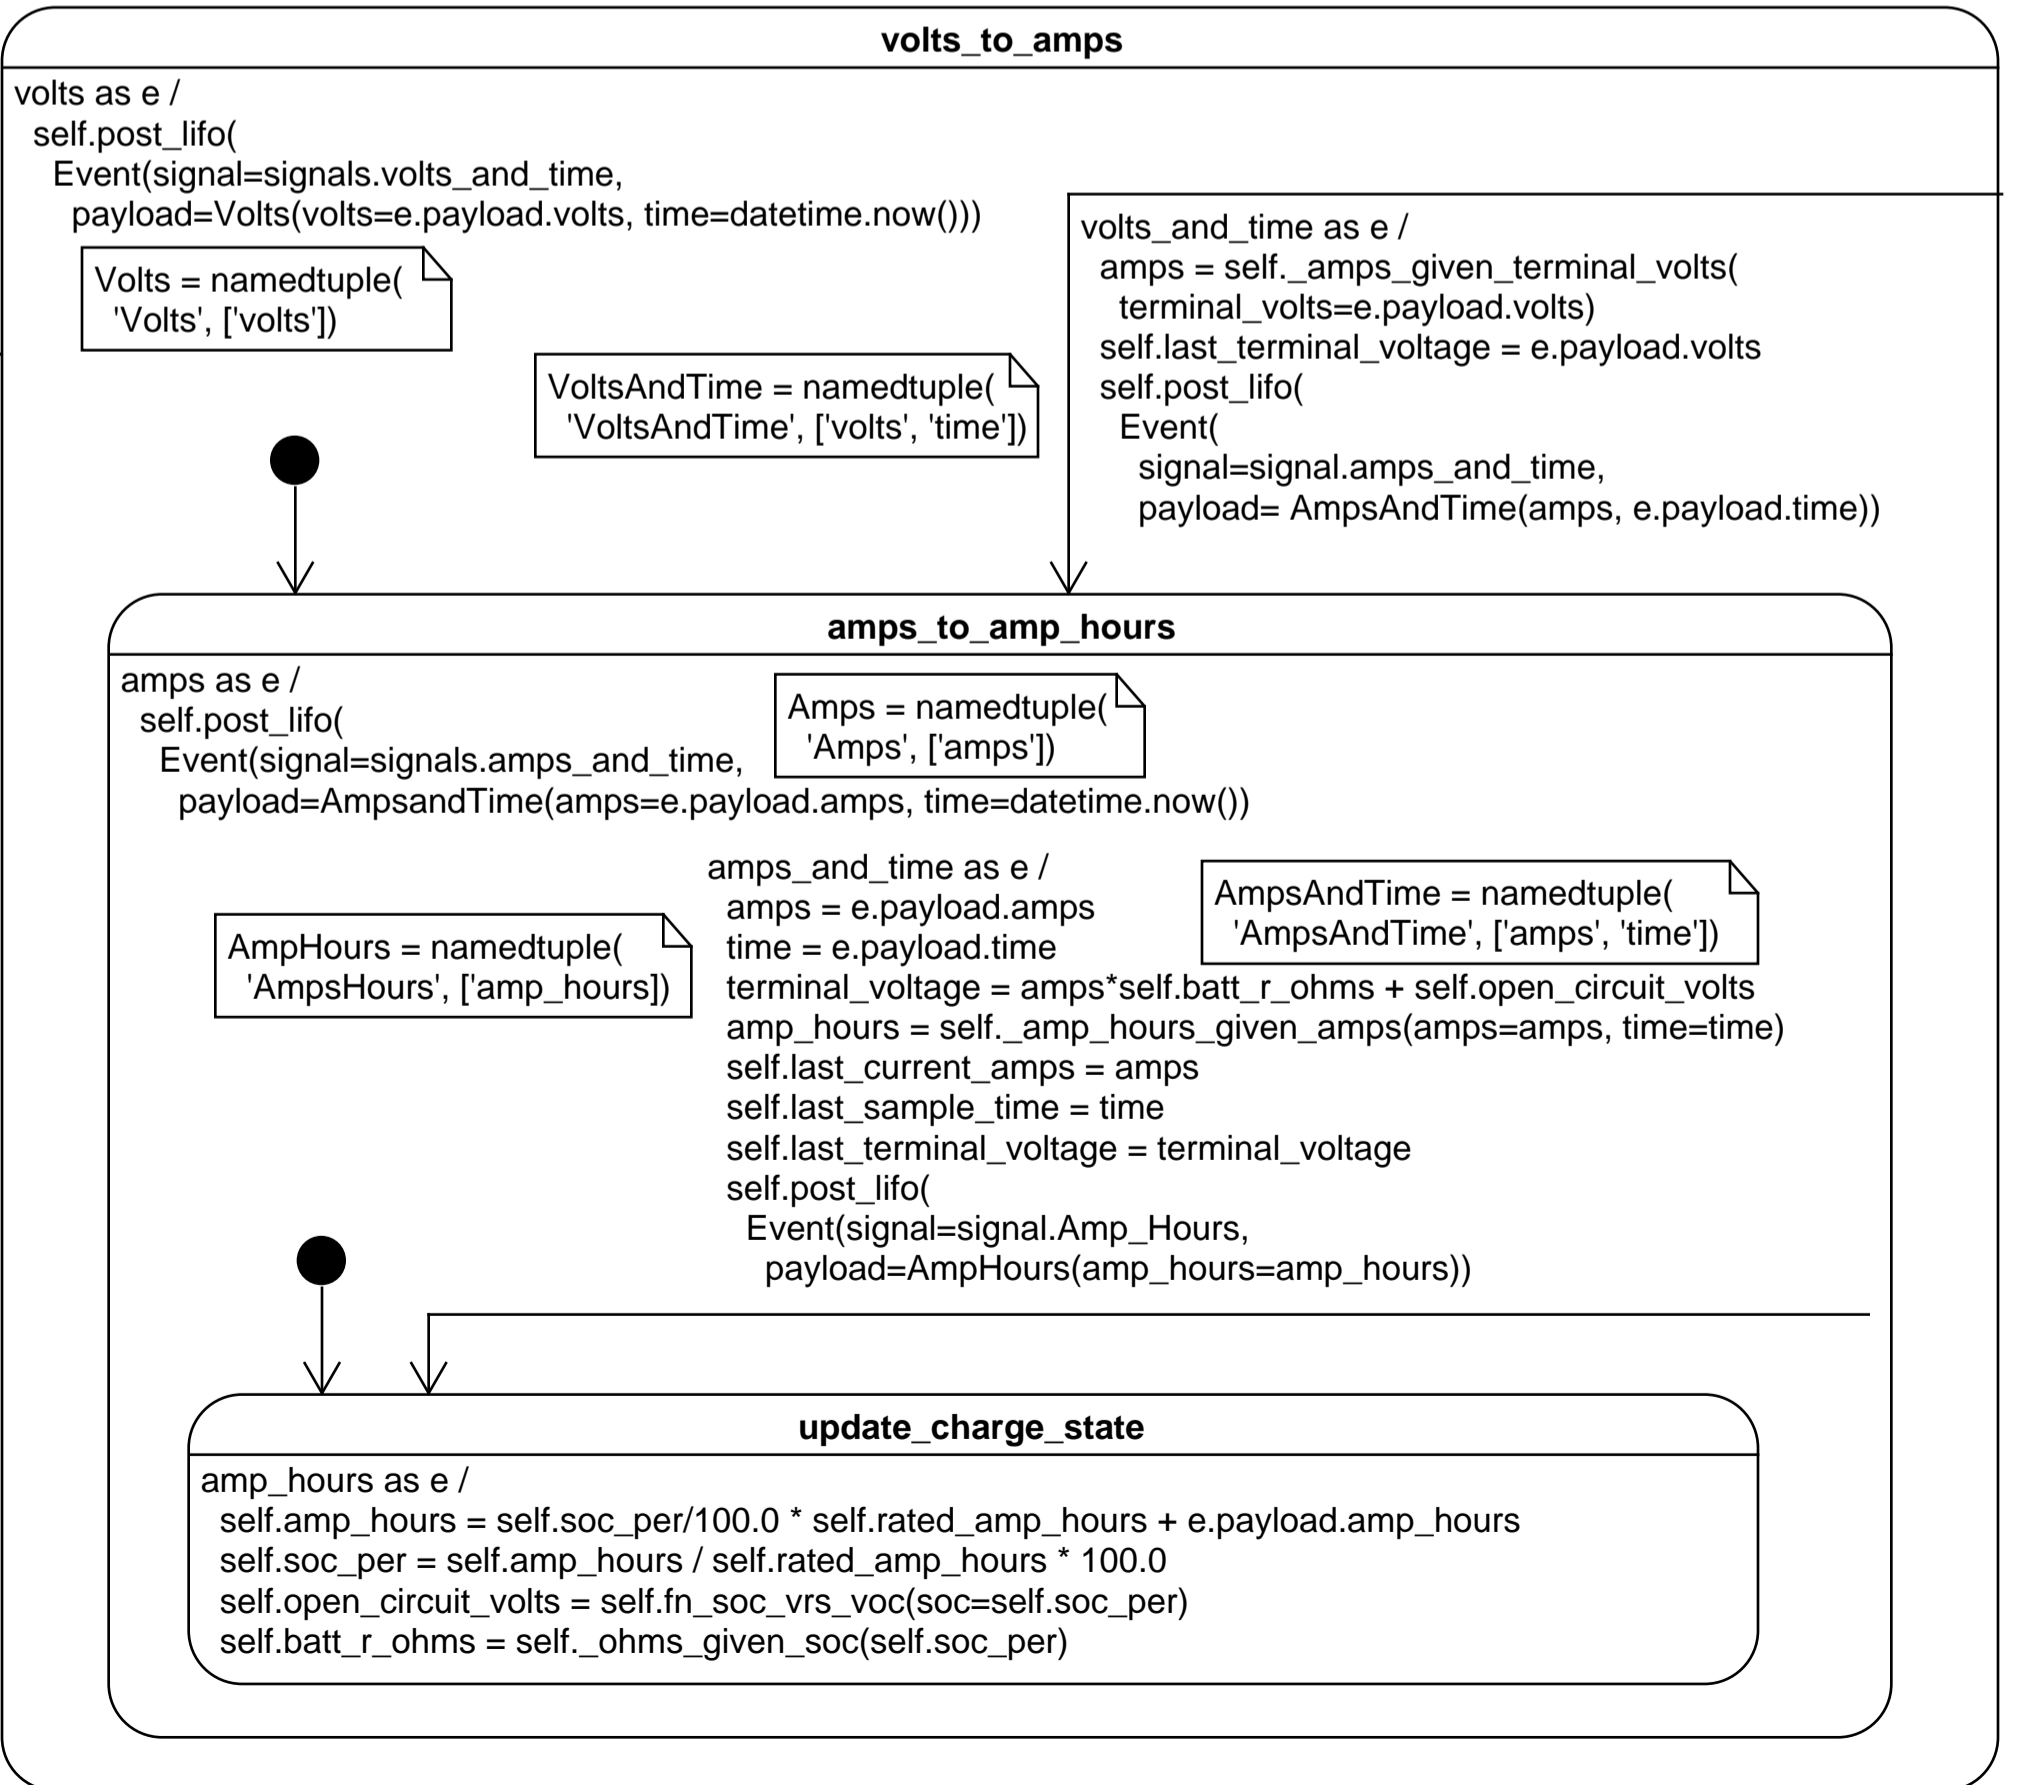 volts_to_amps
volts as e /
self.post_lifo(
Event(signal=signals.volts_and_time,
payload=Volts(volts=e.payload.volts, time=datetime.now()))
Volts = namedtuple(
'Volts', ['volts'])
VoltsAndTime = namedtuple(
'VoltsAndTime', ['volts', 'time'])
volts_and_time as e /
amps = self._amps_given_terminal_volts(
terminal_volts=e.payload.volts)
self.last_terminal_voltage = e.payload.volts
self.post_lifo(
Event(
signal=signal.amps_and_time,
payload= AmpsAndTime(amps, e.payload.time))
amps_to_amp_hours
amps as e /
self.post_lifo(
Event(signal=signals.amps_and_time,
payload=AmpsandTime(amps=e.payload.amps, time=datetime.now())
Amps = namedtuple(
'Amps', ['amps'])
AmpHours = namedtuple(
'AmpsHours', ['amp_hours])
amps_and_time as e /
amps = e.payload.amps
time = e.payload.time
terminal_voltage = amps*self.batt_r_ohms + self.open_circuit_volts
amp_hours = self._amp_hours_given_amps(amps=amps, time=time)
self.last_current_amps = amps
self.last_sample_time = time
self.last_terminal_voltage = terminal_voltage
self.post_lifo(
Event(signal=signal.Amp_Hours,
payload=AmpHours(amp_hours=amp_hours))
AmpsAndTime = namedtuple(
'AmpsAndTime', ['amps', 'time'])
update_charge_state
amp_hours as e /
self.amp_hours = self.soc_per/100.0 * self.rated_amp_hours + e.payload.amp_hours
self.soc_per = self.amp_hours / self.rated_amp_hours * 100.0
self.open_circuit_volts = self.fn_soc_vrs_voc(soc=self.soc_per)
self.batt_r_ohms = self._ohms_given_soc(self.soc_per)